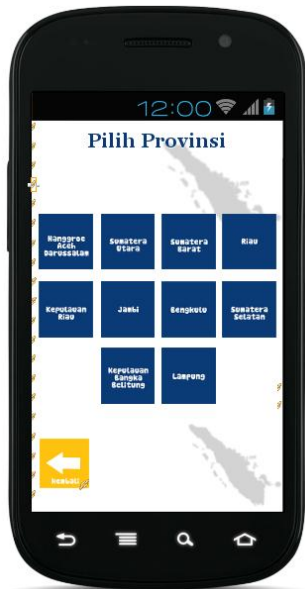 12:00
Pilih Provinsi
Nanggroe
Aceh
Darussalam
Sumatera
Utara
Sumatera
Barat
Riau
Kepulauan
Riau
Jambi
Bengkulu
Sumatera
Selatan
Kepulauan
Bangka
Belitung
Lampung
Kembali